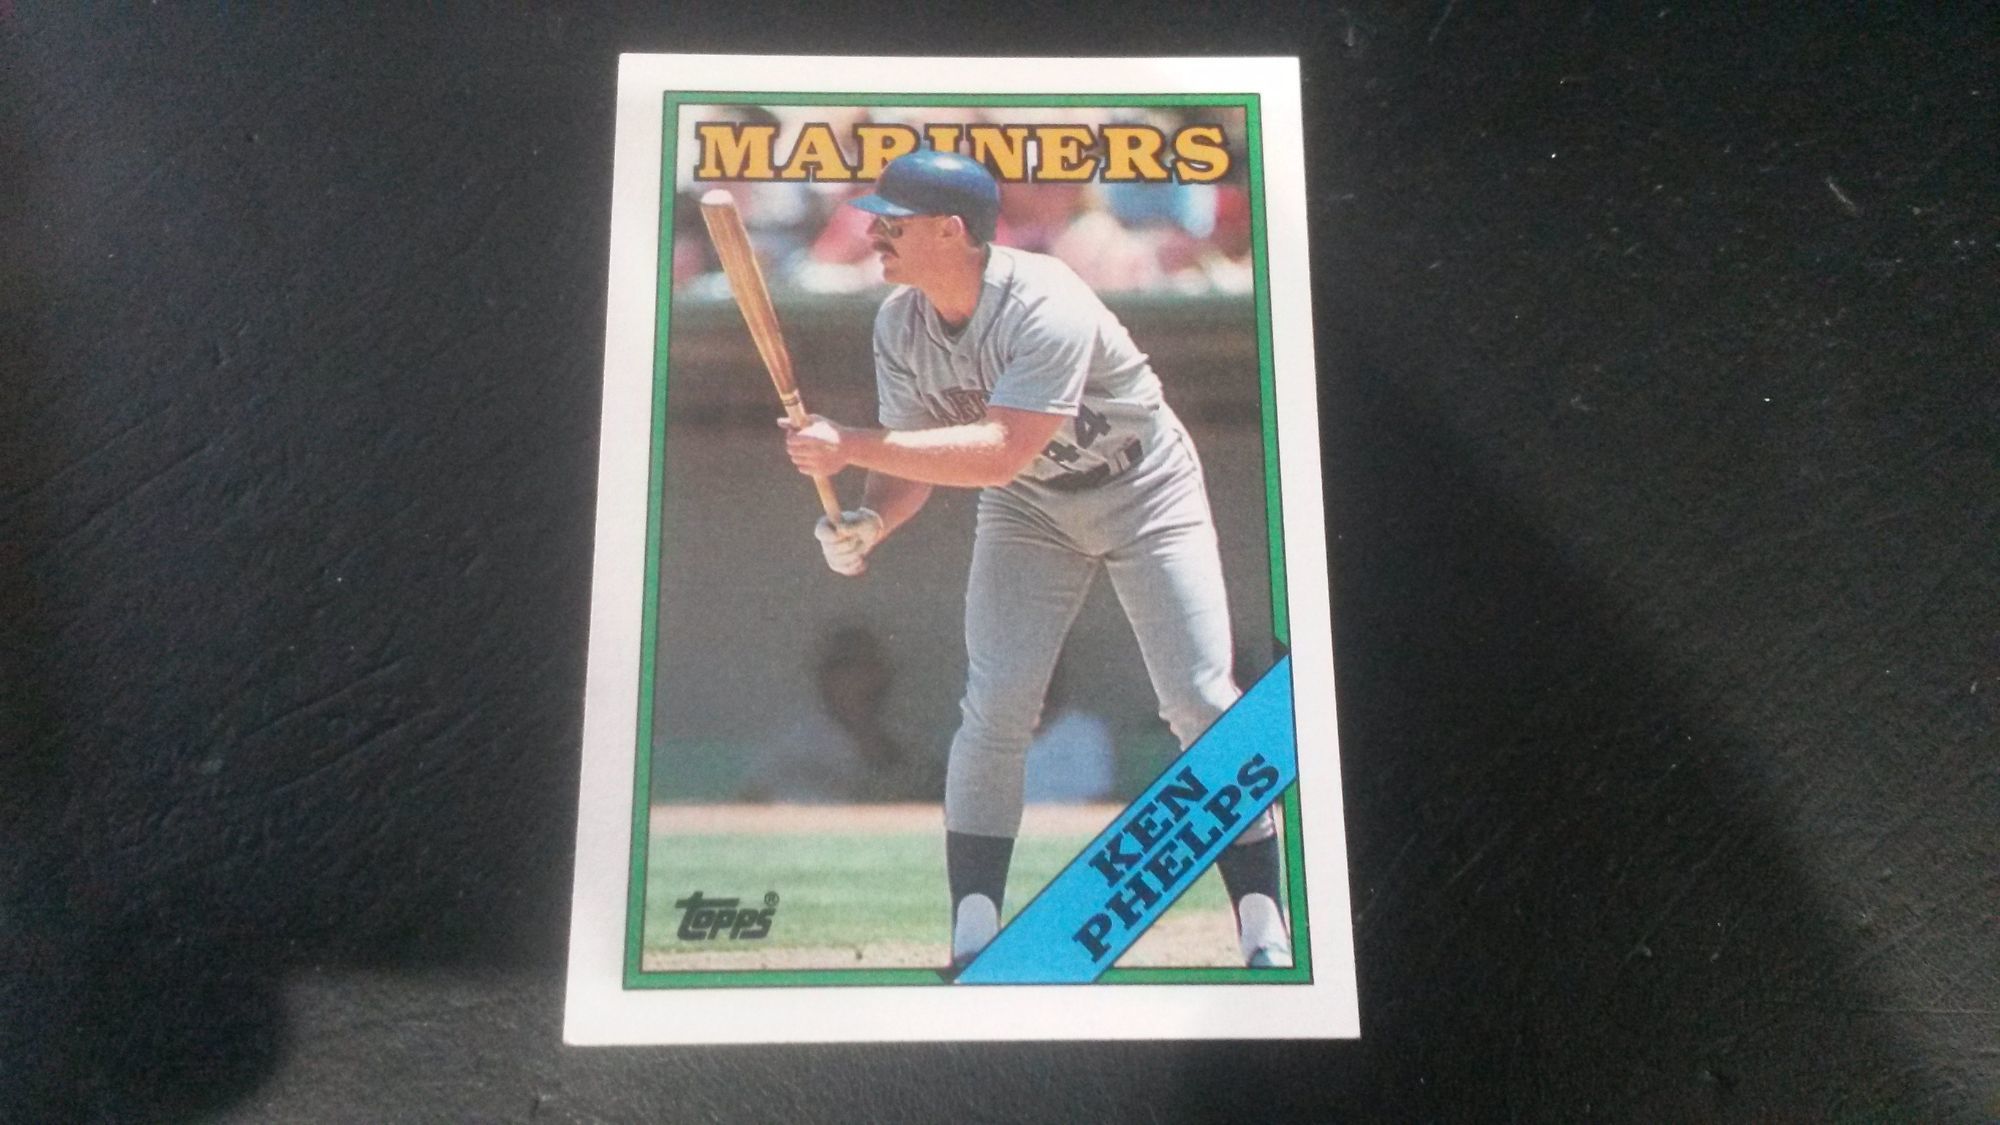 MARINERS
44
KEN
PHELPS
topps®